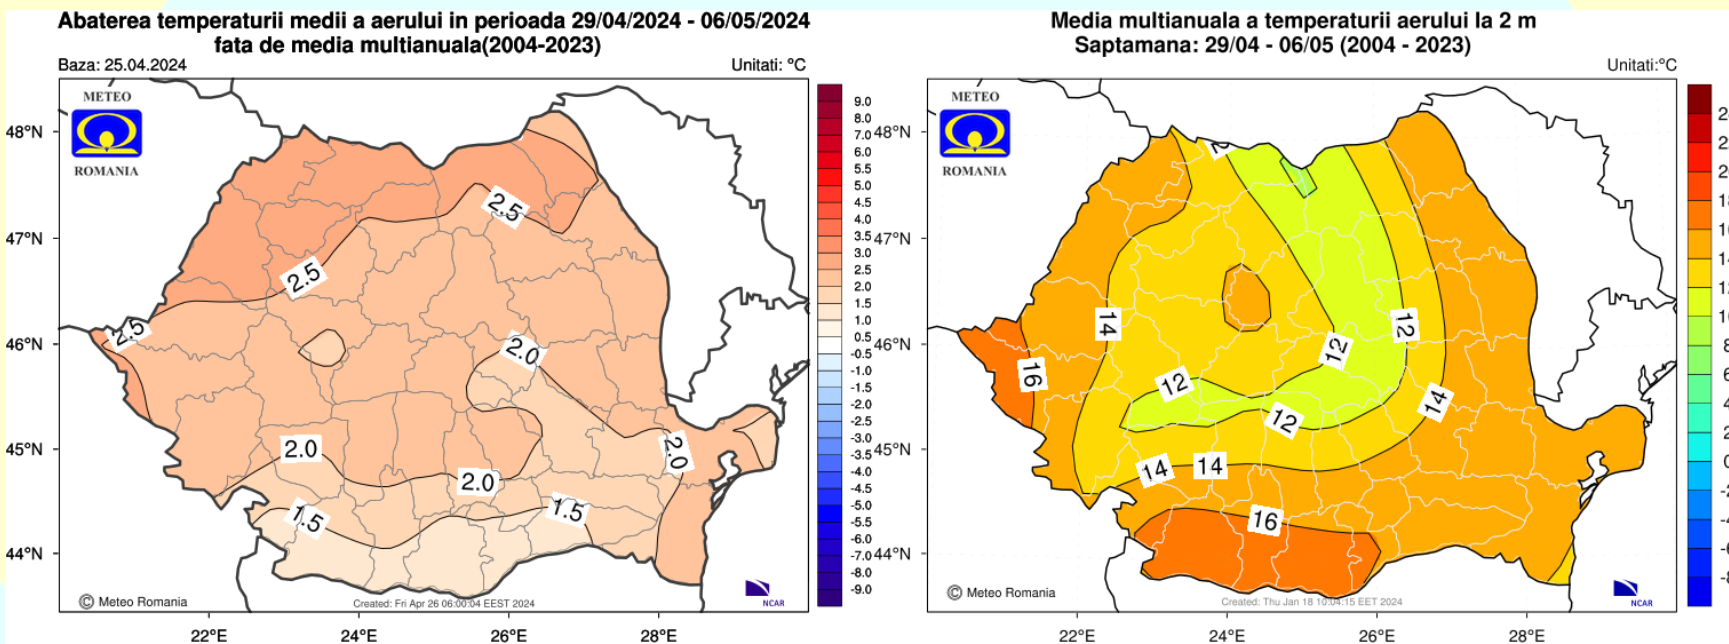 Abaterea temperaturii medii a aerului in perioada 29/04/2024 - 06/05/2024
fata de media multianuala(2004-2023)
Baza: 25.04.2024
Unitati: °C
METEO
ROMANIA
48°N
47°N
46°N
45°N
44°N
2.5
2.5
2.5
2.0
2.0
2.0
2.0
1.5
1.5
9.0
8.0
7.0
6.0
5.5
5.0
4.5
4.0
3.5
3.0
2.5
2.0
1.5
1.0
0.5
-0.5
-1.0
-1.5
-2.0
-2.5
-3.0
-3.5
-4.0
-4.5
-5.0
-5.5
-6.0
-7.0
-8.0
-9.0
© Meteo Romania
Created: Fri Apr 26 06:00:04 EEST 2024
NCAR
22°E
24°E
26°E
28°E
Media multianuala a temperaturii aerului la 2 m
Saptamana: 29/04 - 06/05 (2004 - 2023)
Unitati:°C
METEO
ROMANIA
48°N
47°N
46°N
45°N
44°N
14
16
12
12
12
12
14
14
14
16
© Meteo Romania
Created: Thu Jan 18 10:04:15 EET 2024
NCAR
22°E
24°E
26°E
28°E